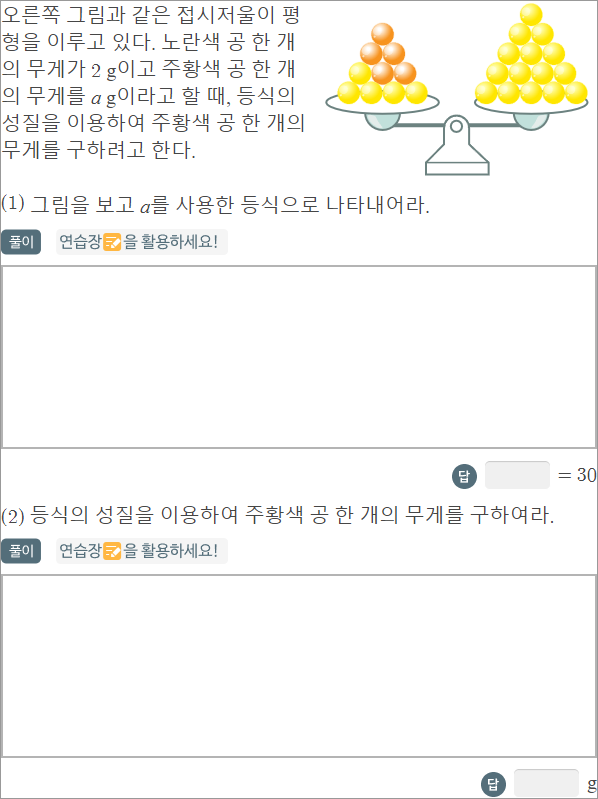 오른쪽 그림과 같은 접시저울이 평
형을 이루고 있다. 노란색 공 한 개
의 무게가 2 g이고 주황색 공 한 개
의 무게를 a g이라고 할 때, 등식의
성질을 이용하여 주황색 공 한 개의
무게를 구하려고 한다.
(1) 그림을 보고 a를 사용한 등식으로 나타내어라.
풀이 연습장을 활용하세요!
답 = 30
(2) 등식의 성질을 이용하여 주황색 공 한 개의 무게를 구하여라.
풀이 연습장을 활용하세요!
답 g